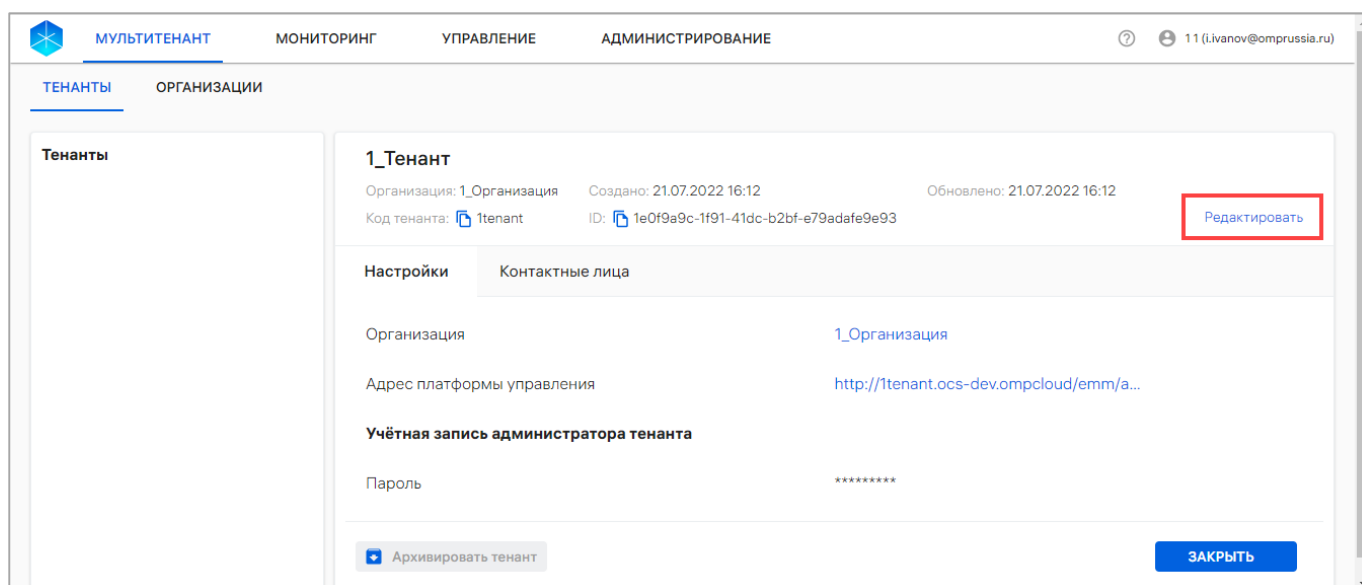 МУЛЬТИТЕНАНТ МОНИТОРИНГ УПРАВЛЕНИЕ АДМИНИСТРИРОВАНИЕ 11 (i.ivanov@omprussia.ru)
ТЕНАНТЫ ОРГАНИЗАЦИИ
Тенанты
1_Тенант
Организация: 1_Организация Создано: 21.07.2022 16:12 Обновлено: 21.07.2022 16:12
Код тенанта: 1tenant ID: 1e0f9a9c-1f91-41dc-b2bf-e79adafe9e93 Редактировать
Настройки Контактные лица
Организация 1_Организация
Адрес платформы управления http://1tenant.ocs-dev.ompcloud/emm/a...
Учётная запись администратора тенанта
Пароль *********
Архивировать тенант ЗАКРЫТЬ